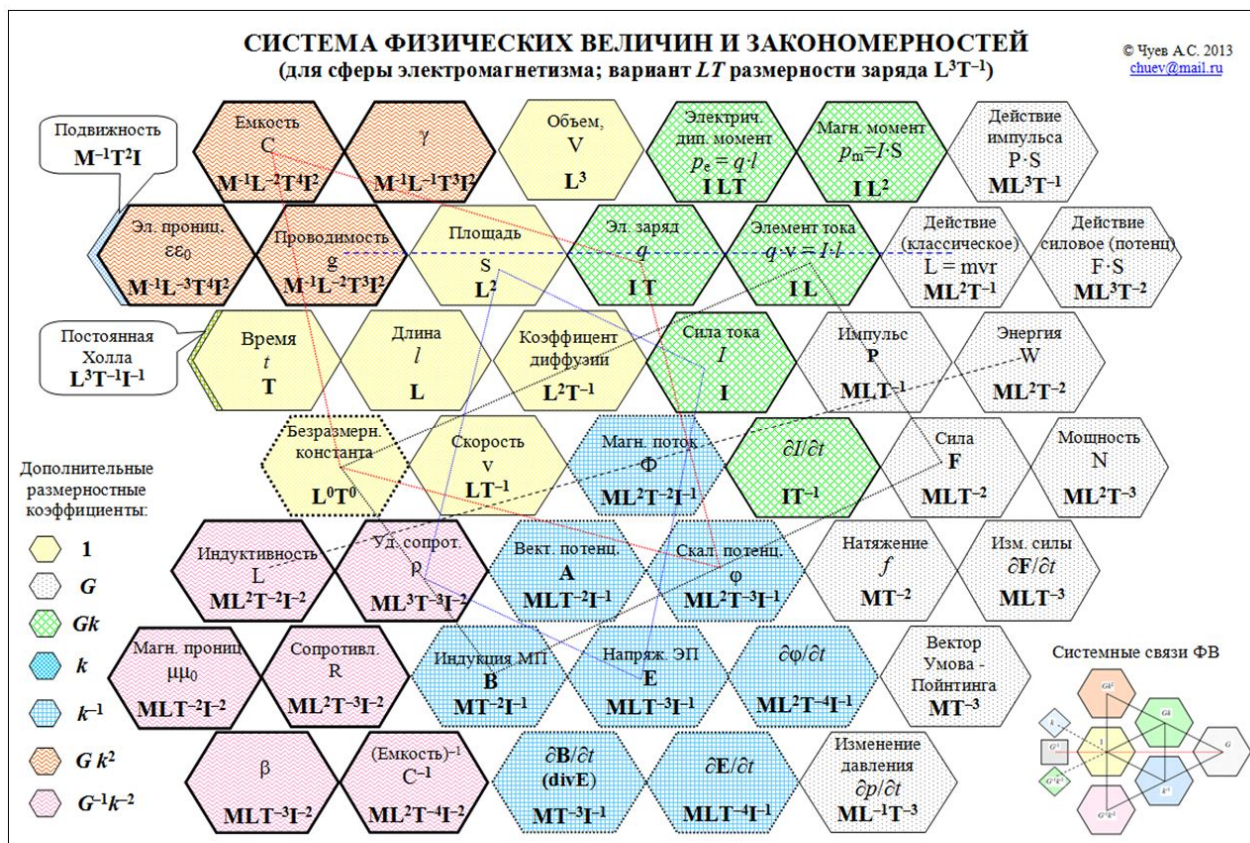 СИСТЕМА ФИЗИЧЕСКИХ ВЕЛИЧИН И ЗАКОНОМЕРНОСТЕЙ
(для сферы электромагнетизма; вариант LT размерности заряда L³T⁻¹)
© Чуев А.С. 2013
chuev@mail.ru
Подвижность
M⁻¹T²I
Емкость
C
M⁻¹L⁻²T⁴I²
γ
M⁻¹L⁻¹T³I²
Объем,
V
L³
Электрич.
дип. момент
pₑ = q·l
I LT
Магн. момент
pₘ=I·S
I L²
Действие
импульса
P·S
ML³T⁻¹
Эл. прониц.
εε₀
M⁻¹L⁻³T⁴I²
Проводимость
g
M⁻¹L⁻²T³I²
Площадь
S
L²
Эл. заряд
q
I T
Элемент тока
q·v = I·l
I L
Действие
(классическое)
L = mvr
ML²T⁻¹
Действие
силовое (потенц)
F·S
ML³T⁻²
Постоянная
Холла
L³T⁻¹I⁻¹
Время
t
T
Длина
l
L
Коэффицент
диффузии
L²T⁻¹
Сила тока
I
I
Импульс
P
MLT⁻¹
Энергия
W
ML²T⁻²
Безразмерн.
константа
L⁰T⁰
Скорость
v
LT⁻¹
Магн. поток
Φ
ML²T⁻²I⁻¹
∂I/∂t
IT⁻¹
Сила
F
MLT⁻²
Мощность
N
ML²T⁻³
Дополнительные
размерностные
коэффициенты:
1
G
Gk
k
k⁻¹
G k²
G⁻¹k⁻²
Индуктивность
L
ML²T⁻²I⁻²
Уд. сопрот.
ρ
ML³T⁻³I⁻²
Вект. потенц.
A
MLT⁻²I⁻¹
Скал. потенц.
φ
ML²T⁻³I⁻¹
Натяжение
f
MT⁻²
Изм. силы
∂F/∂t
MLT⁻³
Магн. прониц
μμ₀
MLT⁻²I⁻²
Сопротивл.
R
ML²T⁻³I⁻²
Индукция МП
B
MT⁻²I⁻¹
Напряж. ЭП
E
MLT⁻³I⁻¹
∂φ/∂t
ML²T⁻⁴I⁻¹
Вектор
Умова -
Пойнтинга
MT⁻³
β
MLT⁻³I⁻²
(Емкость)⁻¹
C⁻¹
ML²T⁻⁴I⁻²
∂B/∂t
(divE)
MT⁻³I⁻¹
∂E/∂t
MLT⁻⁴I⁻¹
Изменение
давления
∂p/∂t
ML⁻¹T⁻³
Системные связи ФВ
Gk
1
G